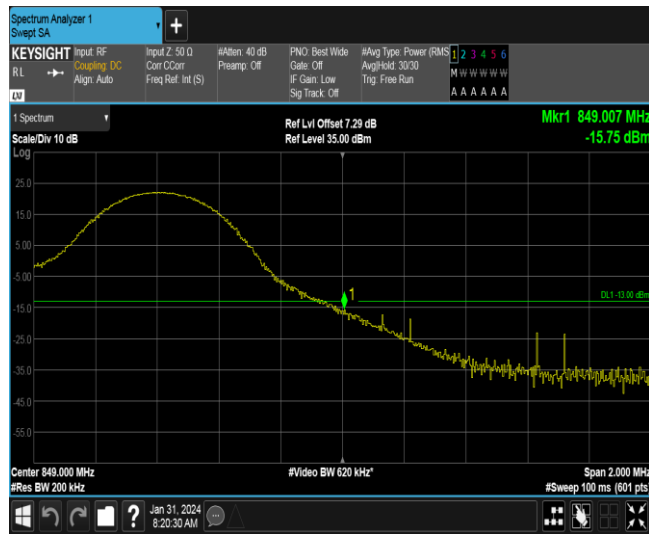 Spectrum Analyzer 1
Swept SA
+
KEYSIGHT
RL
LXI
Input: RF
Coupling: DC
Align: Auto
Input Z: 50 Ω
Corr CCorr
Freq Ref: Int (S)
#Atten: 40 dB
Preamp: Off
PNO: Best Wide
Gate: Off
IF Gain: Low
Sig Track: Off
#Avg Type: Power (RMS
Avg|Hold: 30/30
Trig: Free Run
1 2 3 4 5 6
M W W W W W
A A A A A A
1 Spectrum
Scale/Div 10 dB
Log
Ref Lvl Offset 7.29 dB
Ref Level 35.00 dBm
Mkr1 849.007 MHz
-15.75 dBm
25.0
15.0
5.00
-5.00
-15.0
-25.0
-35.0
-45.0
-55.0
1
DL1 -13.00 dBm
Center 849.000 MHz
#Res BW 200 kHz
#Video BW 620 kHz*
Span 2.000 MHz
#Sweep 100 ms (601 pts
?
Jan 31, 2024
8:20:30 AM